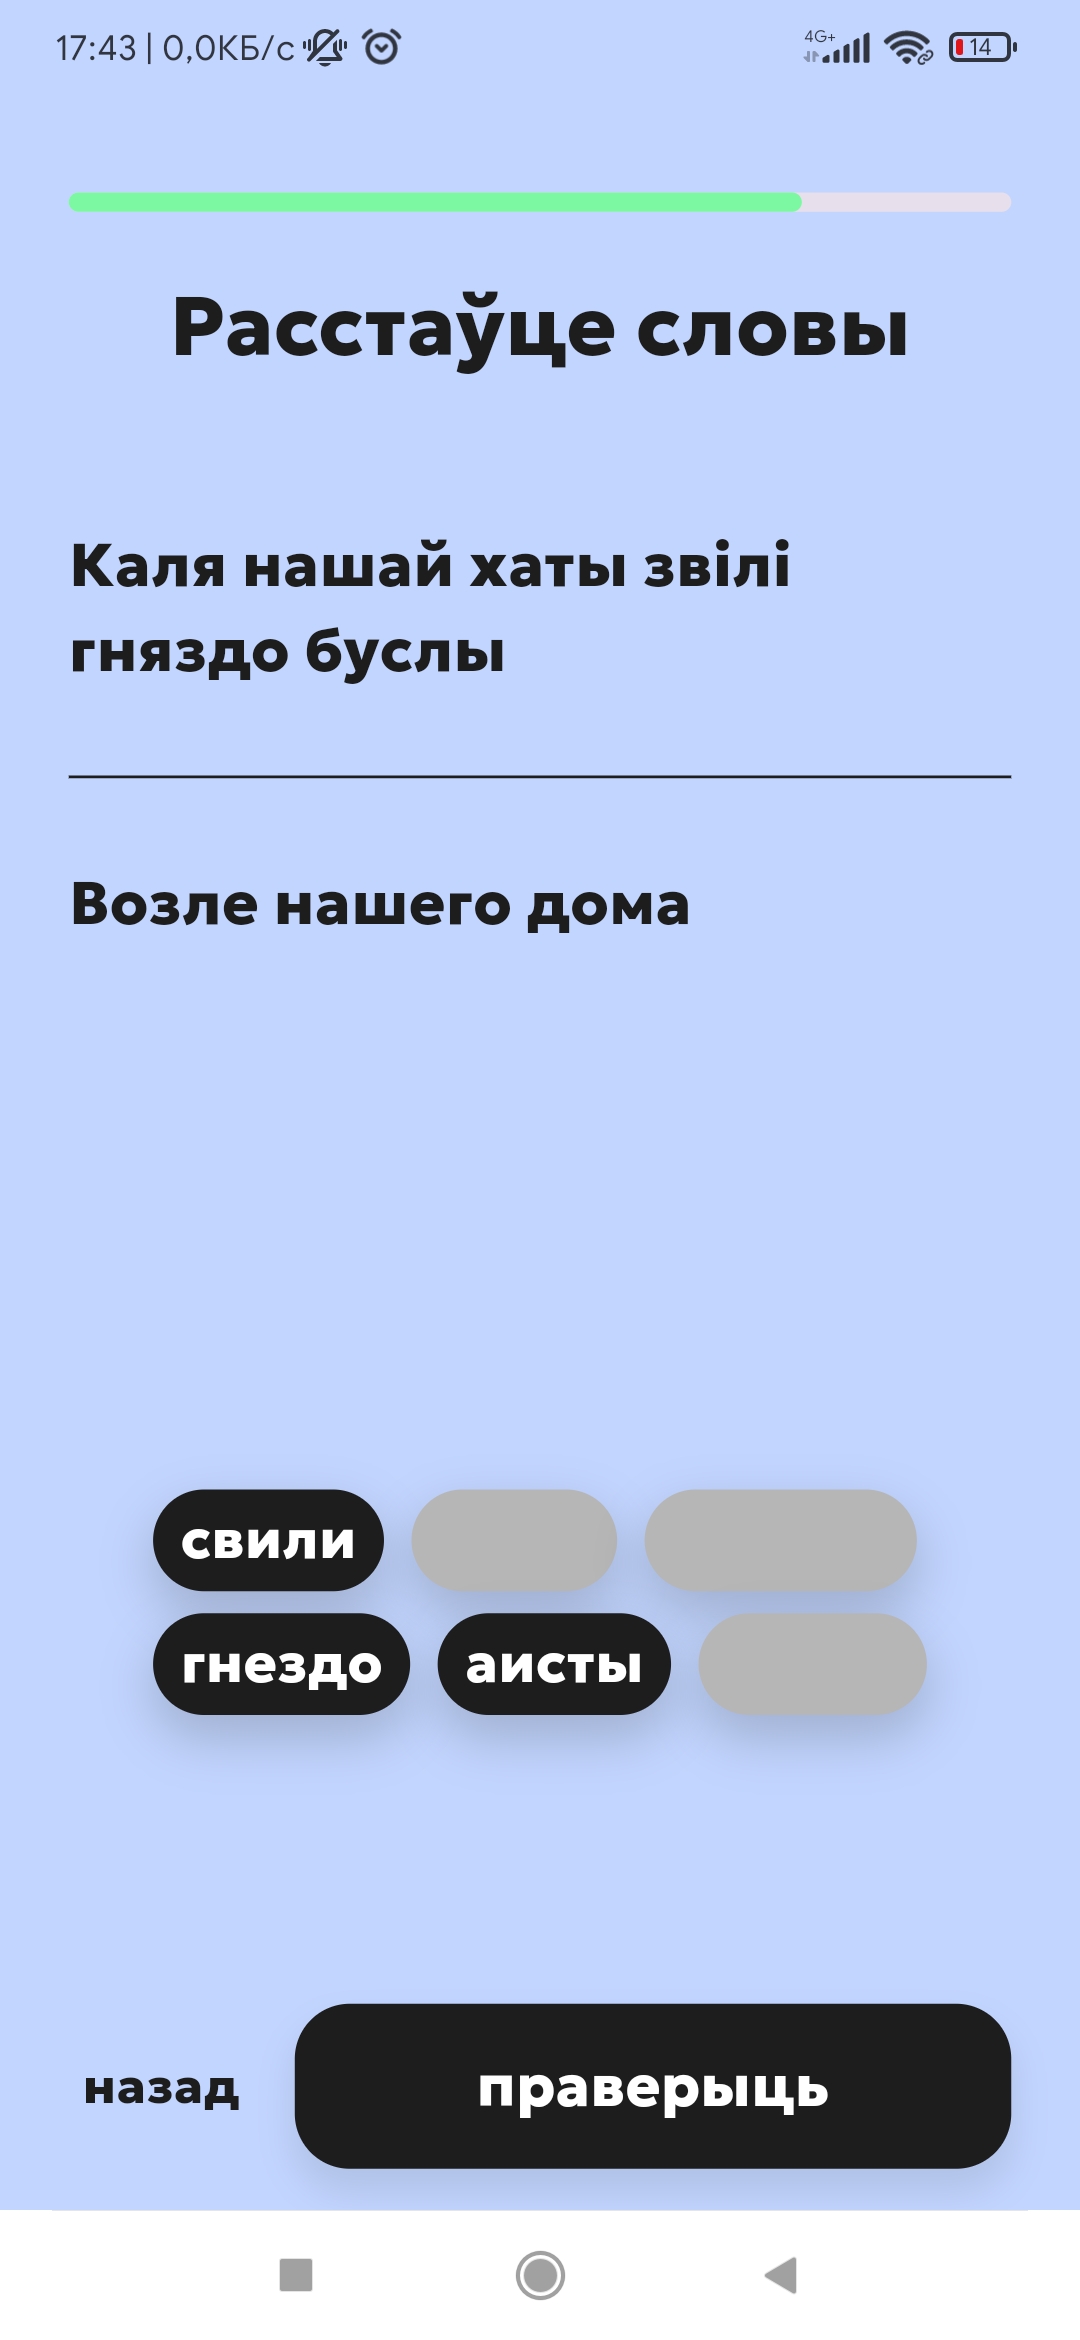 17:43 | 0,0КБ/с 4G+ 14
Расстаўце словы
Каля нашай хаты звілі
гняздо буслы
Возле нашего дома
свили
гнездо аисты
назад праверыць